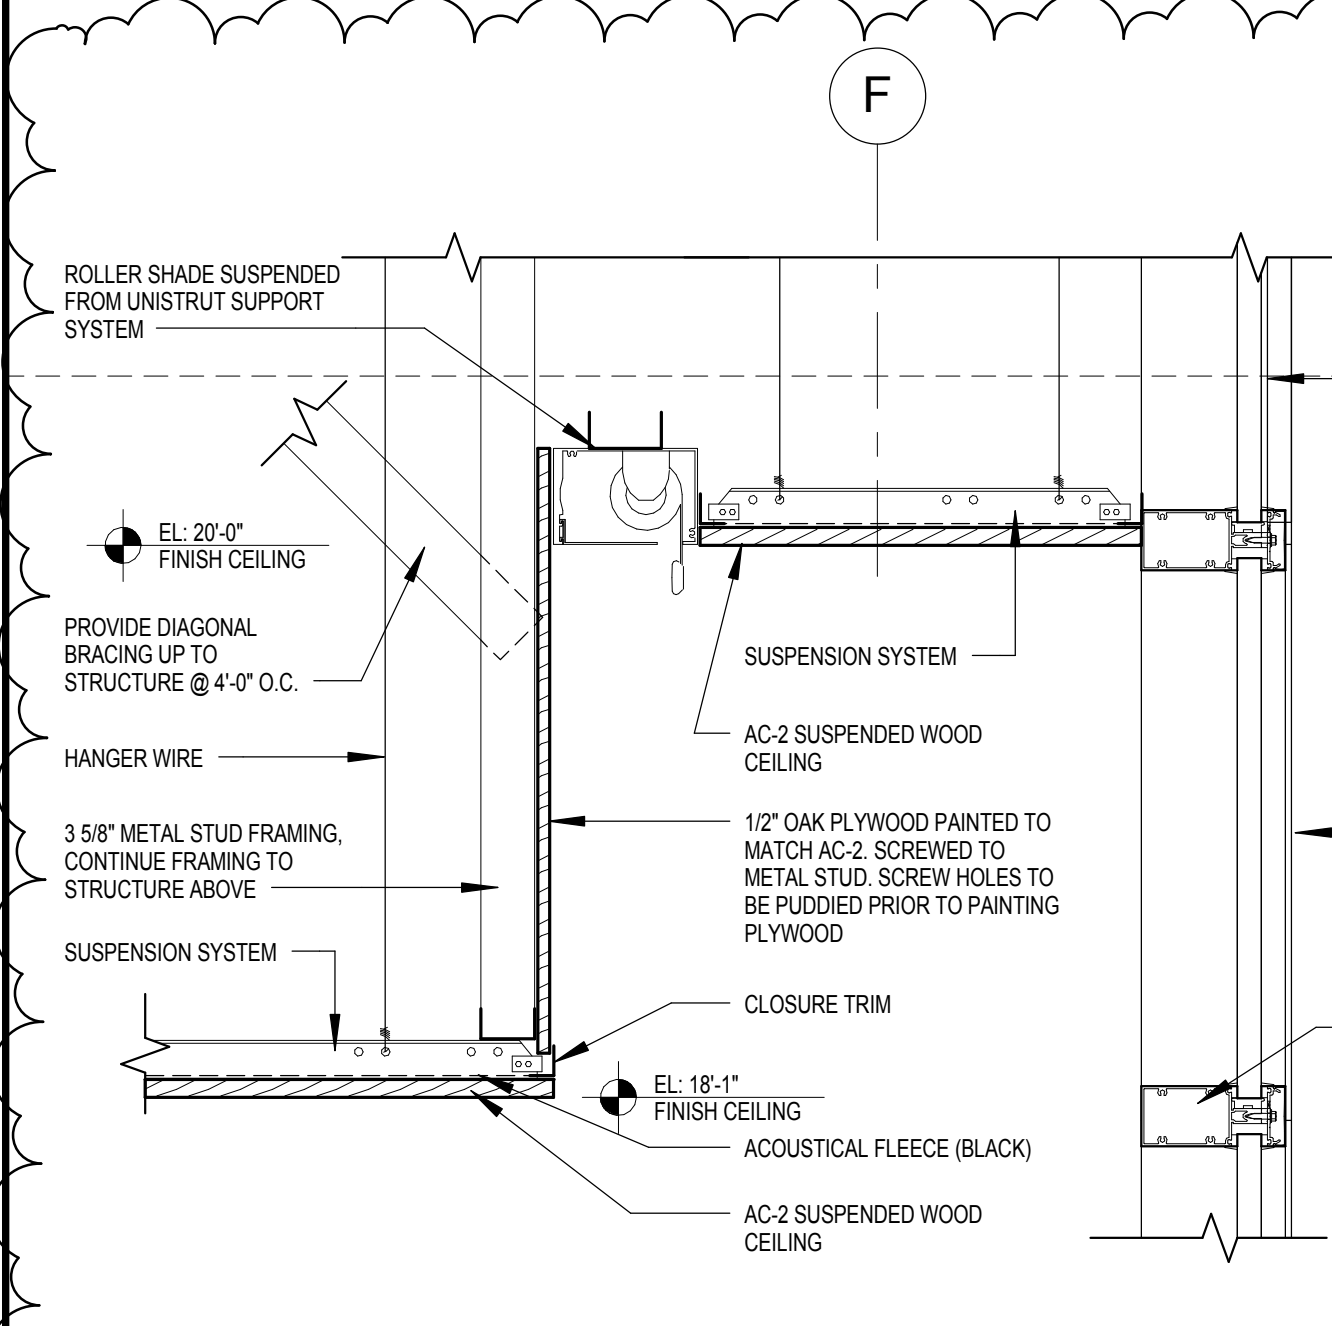 F
ROLLER SHADE SUSPENDED
FROM UNISTRUT SUPPORT
SYSTEM
EL: 20'-0"
FINISH CEILING
PROVIDE DIAGONAL
BRACING UP TO
STRUCTURE @ 4'-0" O.C.
HANGER WIRE
3 5/8" METAL STUD FRAMING,
CONTINUE FRAMING TO
STRUCTURE ABOVE
SUSPENSION SYSTEM
SUSPENSION SYSTEM
AC-2 SUSPENDED WOOD
CEILING
1/2" OAK PLYWOOD PAINTED TO
MATCH AC-2. SCREWED TO
METAL STUD. SCREW HOLES TO
BE PUDDIED PRIOR TO PAINTING
PLYWOOD
CLOSURE TRIM
EL: 18'-1"
FINISH CEILING
ACOUSTICAL FLEECE (BLACK)
AC-2 SUSPENDED WOOD
CEILING